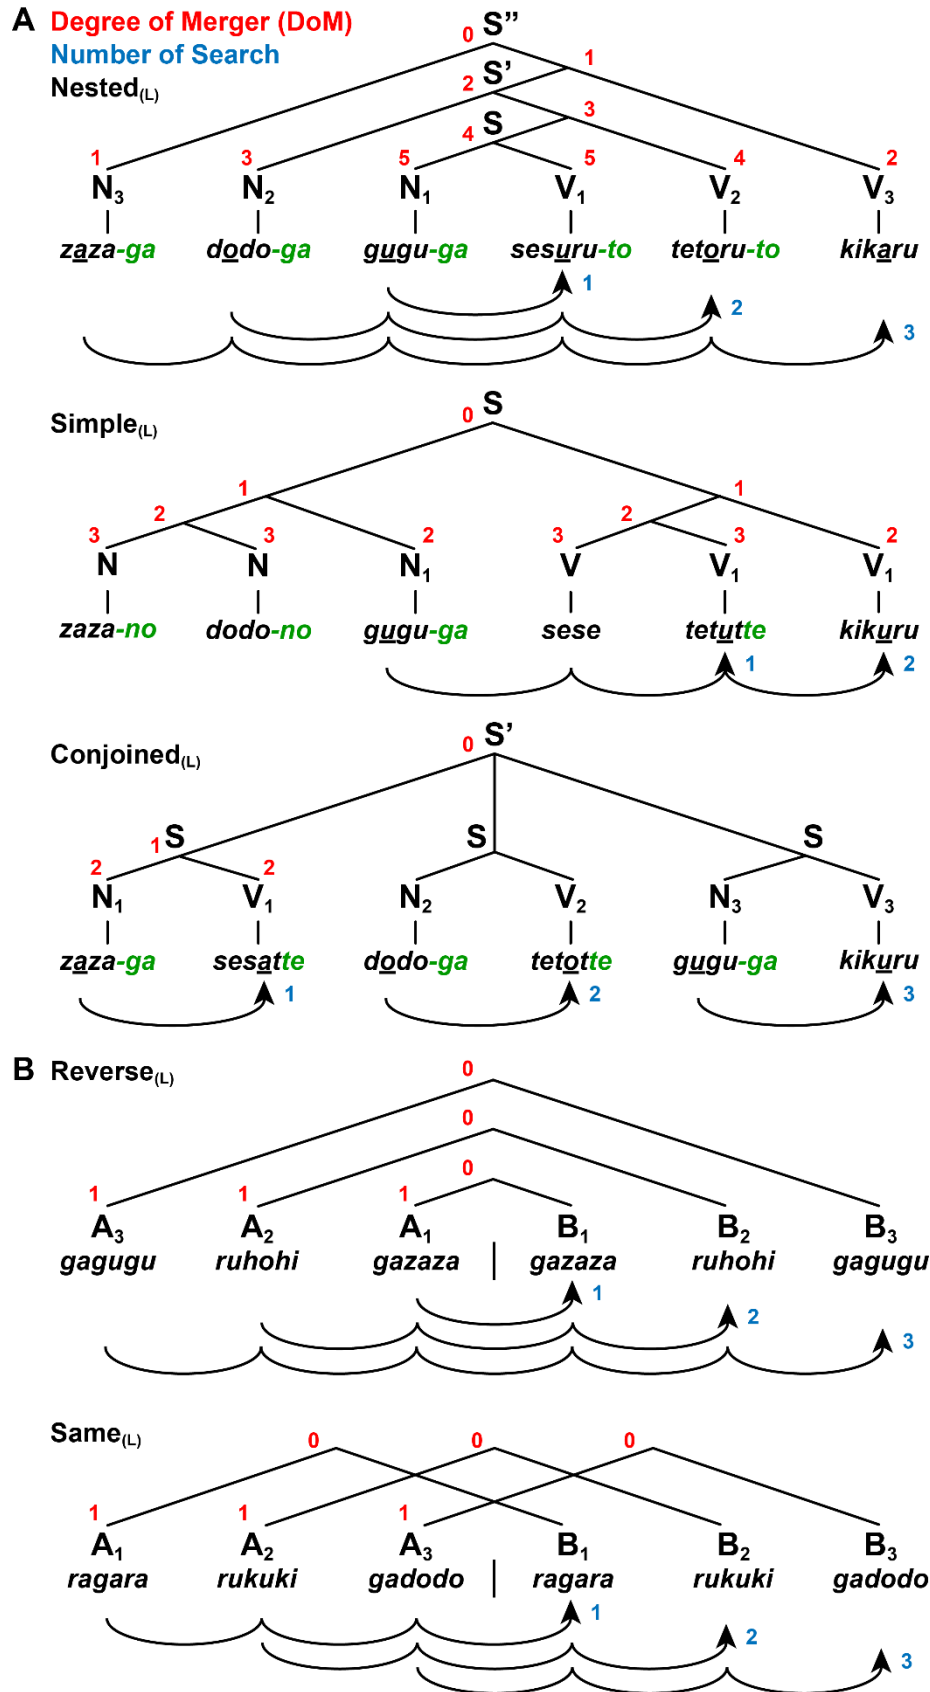 A Degree of Merger (DoM)
Number of Search
Nested(L)
0 S”
1
2 S’
3
4 S
1 3 5 5 4 2
N3 N2 N1 V1 V2 V3
zaza-ga dodo-ga gugu-ga sesuru-to tetoru-to kikaru
1
2
3
Simple(L)
0 S
1 1
2 2
3 3 2 3 3 2
N N N1 V V1 V1
zaza-no dodo-no gugu-ga sese tetutte kikuru
1 2
Conjoined(L)
0 S’
1 S S S
2 2
N1 V1 N2 V2 N3 V3
zaza-ga sesatte dodo-ga tetotte gugu-ga kikuru
1 2 3
B Reverse(L)
0
0
0
1 1 1
A3 A2 A1 B1 B2 B3
gagugu ruhohi gazaza gazaza ruhohi gagugu
1
2
3
Same(L)
0 0 0
1 1 1
A1 A2 A3 B1 B2 B3
ragara rukuki gadodo ragara rukuki gadodo
1
2
3